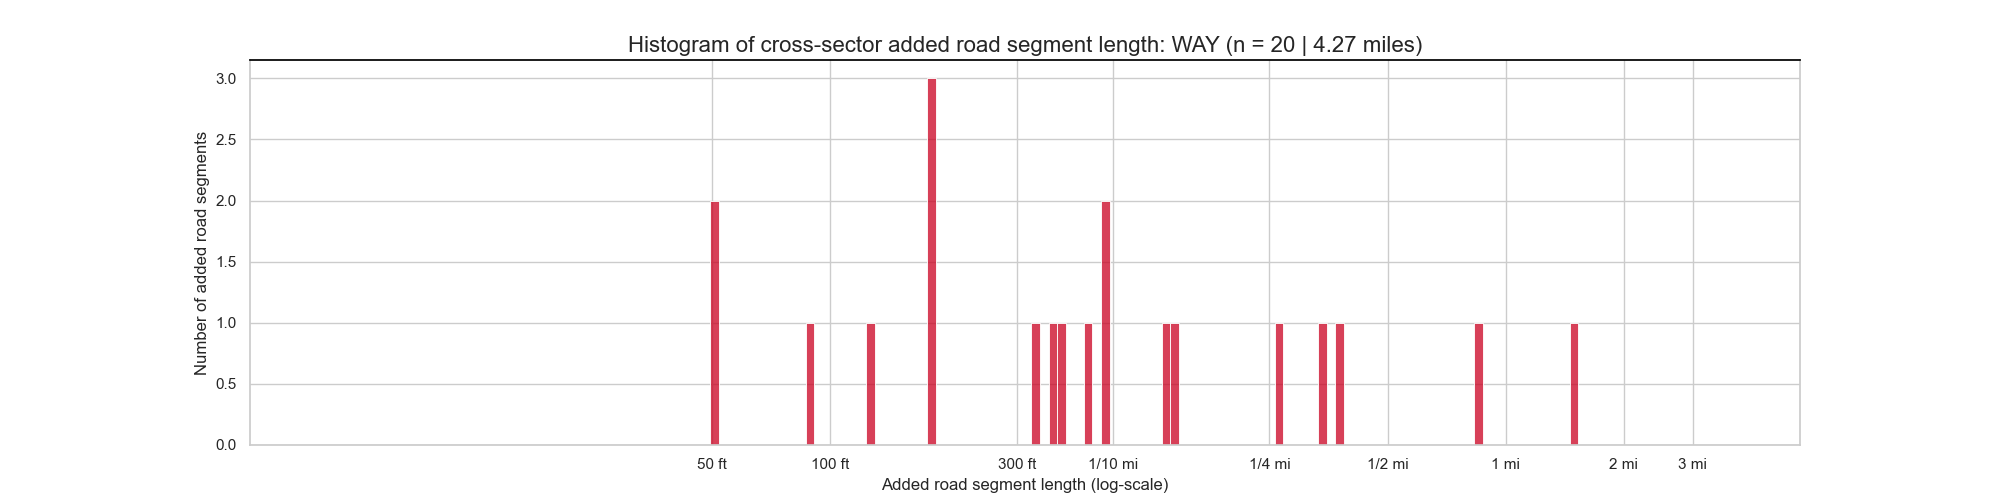 Histogram of cross-sector added road segment length: WAY (n = 20 | 4.27 miles)
Number of added road segments
3.0
2.5
2.0
1.5
1.0
0.5
0.0
50 ft 100 ft 300 ft 1/10 mi 1/4 mi 1/2 mi 1 mi 2 mi 3 mi
Added road segment length (log-scale)